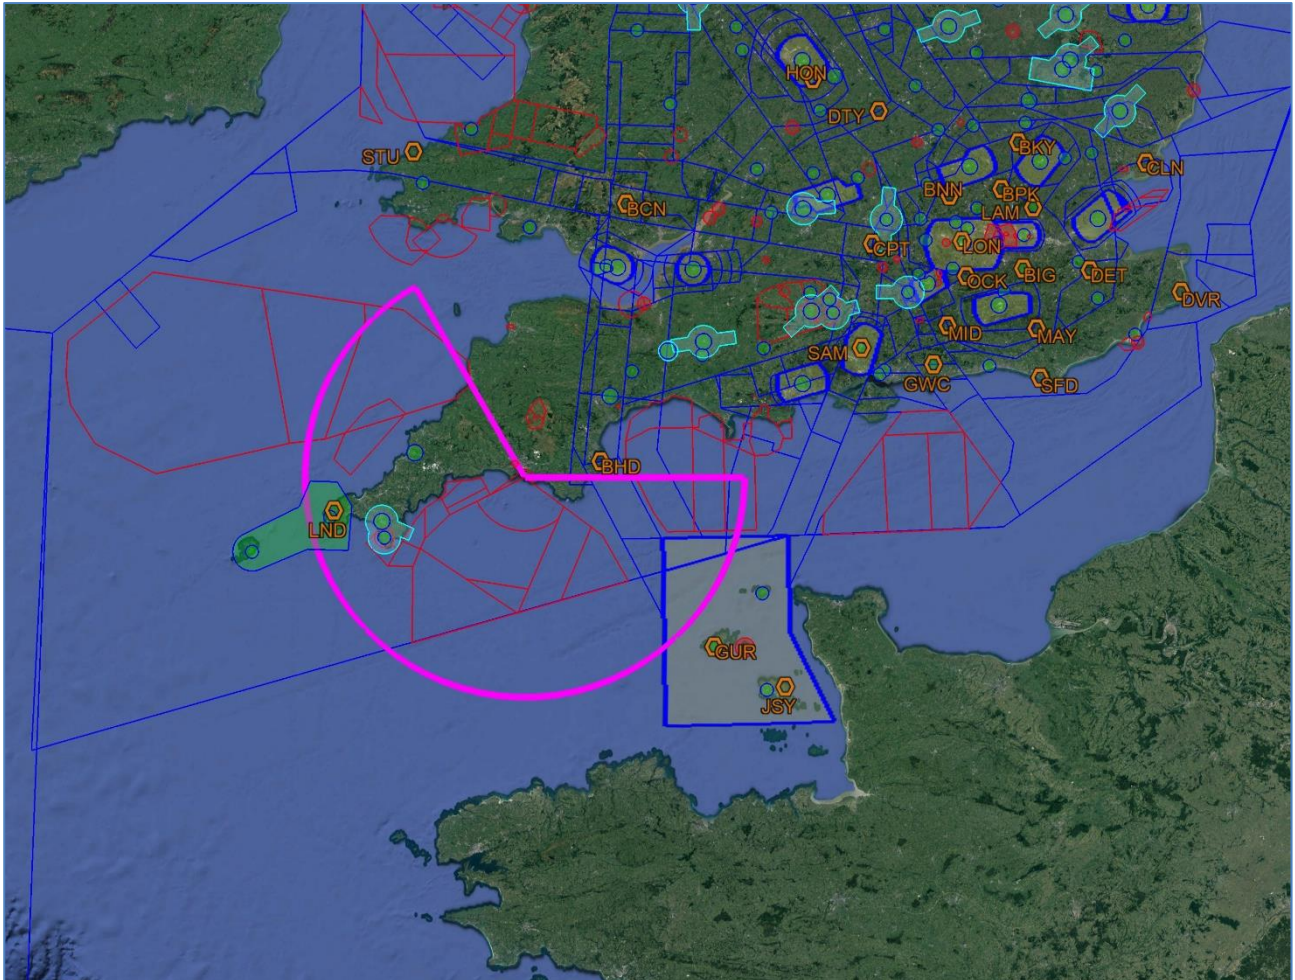 HON
DTY
STU
BKY
CLN
BCN
BNN
BPK
LAM
CPT
LON
OCK
BIG
DET
DVR
SAM
MID
MAY
GWC
SFD
BHD
LND
GUR
JSY